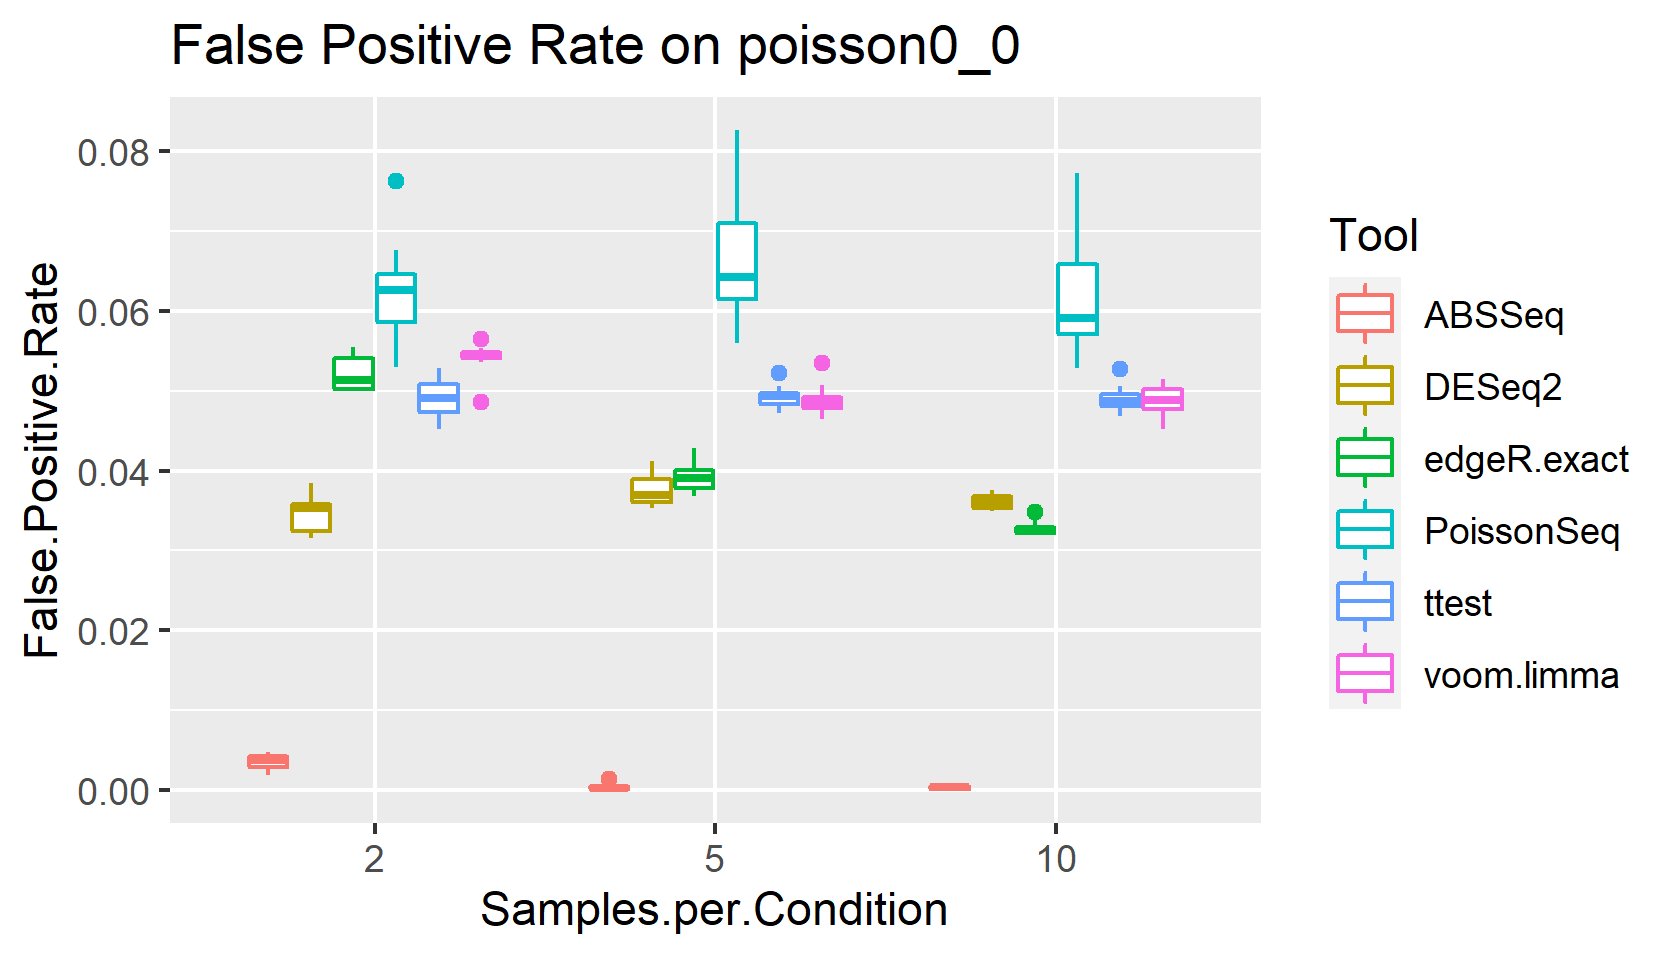 False Positive Rate on poisson0_0
False.Positive.Rate
0.08
0.06
0.04
0.02
0.00
2 5 10
Samples.per.Condition
Tool
ABSSeq
DESeq2
edgeR.exact
PoissonSeq
ttest
voom.limma